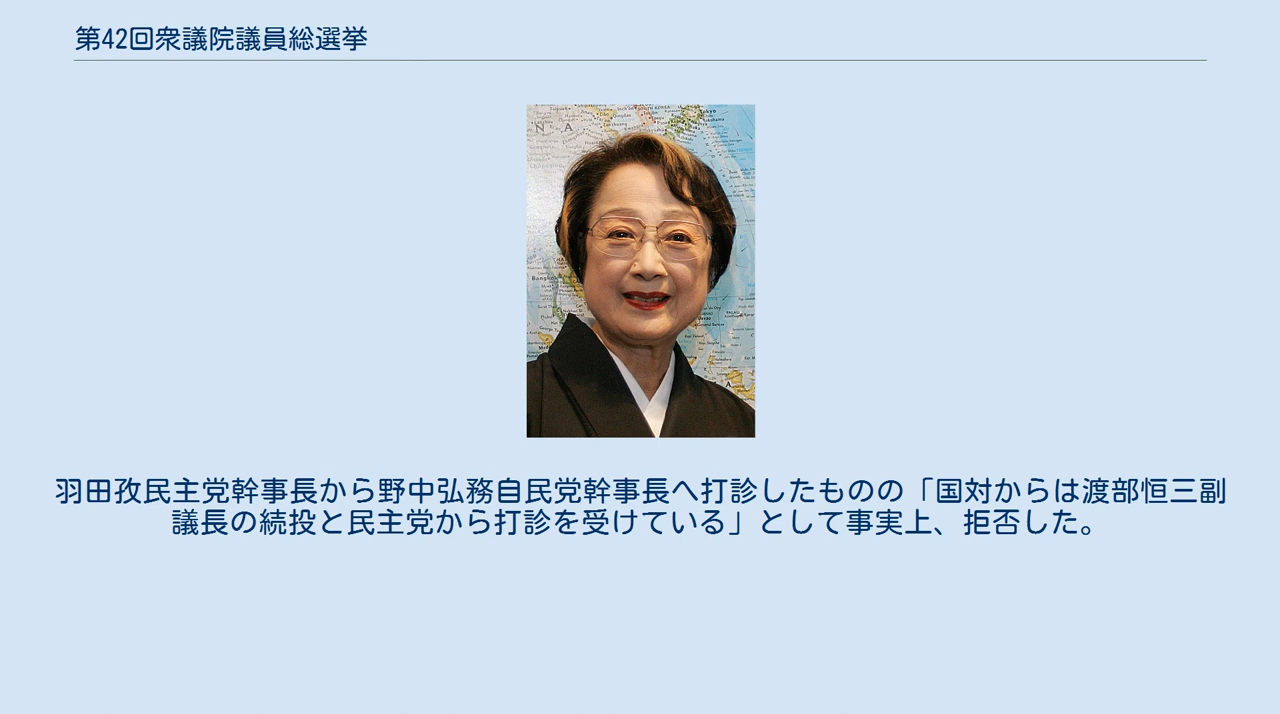 第42回衆議院議員総選挙
N A
Tokyo
Bangkok
PALAU
A
羽田孜民主党幹事長から野中弘務自民党幹事長へ打診したものの「国対からは渡部恒三副
議長の続投と民主党から打診を受けている」として事実上、拒否した。